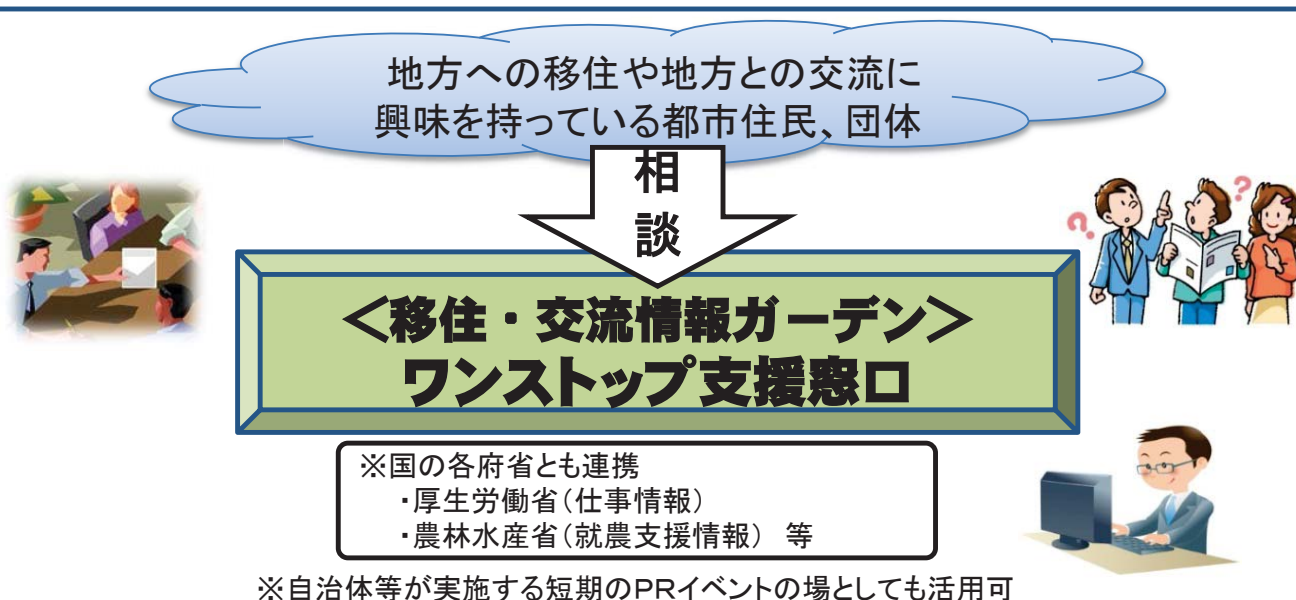 地方への移住や地方との交流に
興味を持っている都市住民、団体
相
談
<移住・交流情報ガーデン>
ワンストップ支援窓口
※国の各府省とも連携
・厚生労働省(仕事情報)
・農林水産省(就農支援情報) 等
※自治体等が実施する短期のPRイベントの場としても活用可